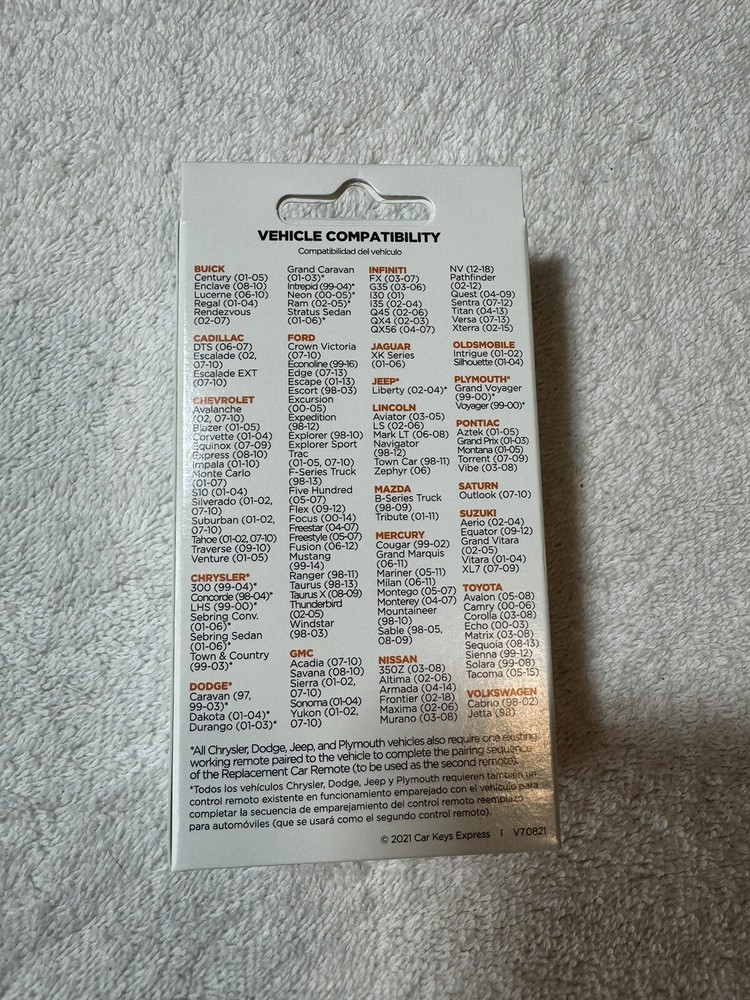 VEHICLE COMPATIBILITY
Compatibilidad del vehículo
BUICK
Century (01-05)
Enclave (08-10)
Lucerne (06-10)
Regal (01-04)
Rendezvous
(02-07)
CADILLAC
DTS (06-07)
Escalade (02,
07-10)
Escalade EXT
(07-10)
CHEVROLET
Avalanche
(02, 07-10)
Blazer (01-05)
Corvette (01-04)
Equinox (07-09)
Express (08-10)
Impala (01-10)
Monte Carlo
(01-07)
S10 (01-04)
Silverado (01-02,
07-10)
Suburban (01-02,
07-10)
Tahoe (01-02, 07-10)
Traverse (09-10)
Venture (01-05)
CHRYSLER*
300 (99-04)*
Concorde (98-04)*
LHS (99-00)*
Sebring Conv.
(01-06)*
Sebring Sedan
(01-06)*
Town & Country
(99-03)*
DODGE*
Caravan (97,
99-03)*
Dakota (01-04)*
Durango (01-03)*
Grand Caravan
(01-03)*
Intrepid (99-04)*
Neon (00-05)*
Ram (02-05)*
Stratus Sedan
(01-06)*
FORD
Crown Victoria
(07-10)
Econoline (99-16)
Edge (07-13)
Escape (01-13)
Escort (98-03)
Excursion
(00-05)
Expedition
(98-12)
Explorer (98-10)
Explorer Sport
Trac
(01-05, 07-10)
F-Series Truck
(98-13)
Five Hundred
(05-07)
Flex (09-12)
Focus (00-14)
Freestar (04-07)
Freestyle (05-07)
Fusion (06-12)
Mustang
(99-14)
Ranger (98-11)
Taurus (98-13)
Taurus X (08-09)
Thunderbird
(02-05)
Windstar
(98-03)
GMC
Acadia (07-10)
Savana (08-10)
Sierra (01-02,
07-10)
Sonoma (01-04)
Yukon (01-02,
07-10)
INFINITI
FX (03-07)
G35 (03-06)
I30 (01)
I35 (02-04)
Q45 (02-06)
QX4 (02-03)
QX56 (04-07)
JAGUAR
XK Series
(01-06)
JEEP*
Liberty (02-04)*
LINCOLN
Aviator (03-05)
LS (02-06)
Mark LT (06-08)
Navigator
(98-12)
Town Car (98-11)
Zephyr (06)
MAZDA
B-Series Truck
(98-09)
Tribute (01-11)
MERCURY
Cougar (99-02)
Grand Marquis
(06-11)
Mariner (05-11)
Milan (06-11)
Montego (05-07)
Monterey (04-07)
Mountaineer
(98-10)
Sable (98-05,
08-09)
NISSAN
350Z (03-08)
Altima (02-06)
Armada (04-14)
Frontier (02-18)
Maxima (02-06)
Murano (03-08)
NV (12-18)
Pathfinder
(02-12)
Quest (04-09)
Sentra (07-12)
Titan (04-13)
Versa (07-13)
Xterra (02-15)
OLDSMOBILE
Intrigue (01-02)
Silhouette (01-04)
PLYMOUTH*
Grand Voyager
(99-00)*
Voyager (99-00)*
PONTIAC
Aztek (01-05)
Grand Prix (01-03)
Montana (01-05)
Torrent (07-09)
Vibe (03-08)
SATURN
Outlook (07-10)
SUZUKI
Aerio (02-04)
Equator (09-12)
Grand Vitara
(02-05)
Vitara (01-04)
XL7 (07-09)
TOYOTA
Avalon (05-08)
Camry (00-06)
Corolla (03-08)
Echo (00-03)
Matrix (03-08)
Sequoia (08-13)
Sienna (99-12)
Solara (99-08)
Tacoma (05-15)
VOLKSWAGEN
Cabrio (98-02)
Jetta (98)
*All Chrysler, Dodge, Jeep, and Plymouth vehicles also require one existing
working remote paired to the vehicle to complete the pairing sequence
of the Replacement Car Remote (to be used as the second remote).
*Todos los vehículos Chrysler, Dodge, Jeep y Plymouth requieren también un
control remoto existente en funcionamiento emparejado con el vehículo para
completar la secuencia de emparejamiento del control remoto reemplazo
para automóviles (que se usará como el segundo control remoto).
© 2021 Car Keys Express | V7.0821